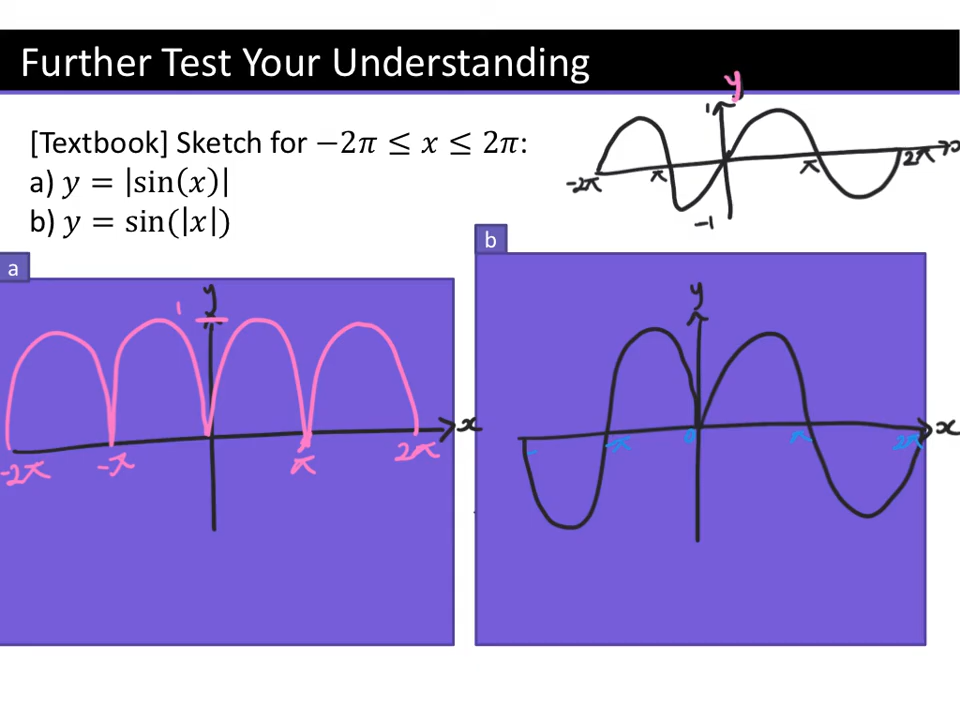 Further Test Your Understanding
y
1
x
-2π
π
π
2π
-1
[Textbook] Sketch for −2π ≤ x ≤ 2π:
a) y = |sin(x)|
b) y = sin(|x|)
a
y
1
x
-2π
-π
π
2π
b
y
x
-π
0
π
2π